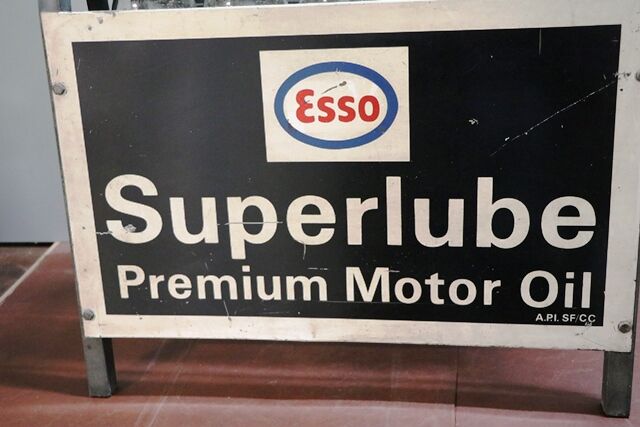 Esso
Superlube
Premium Motor Oil
A.P.I. SF/CC